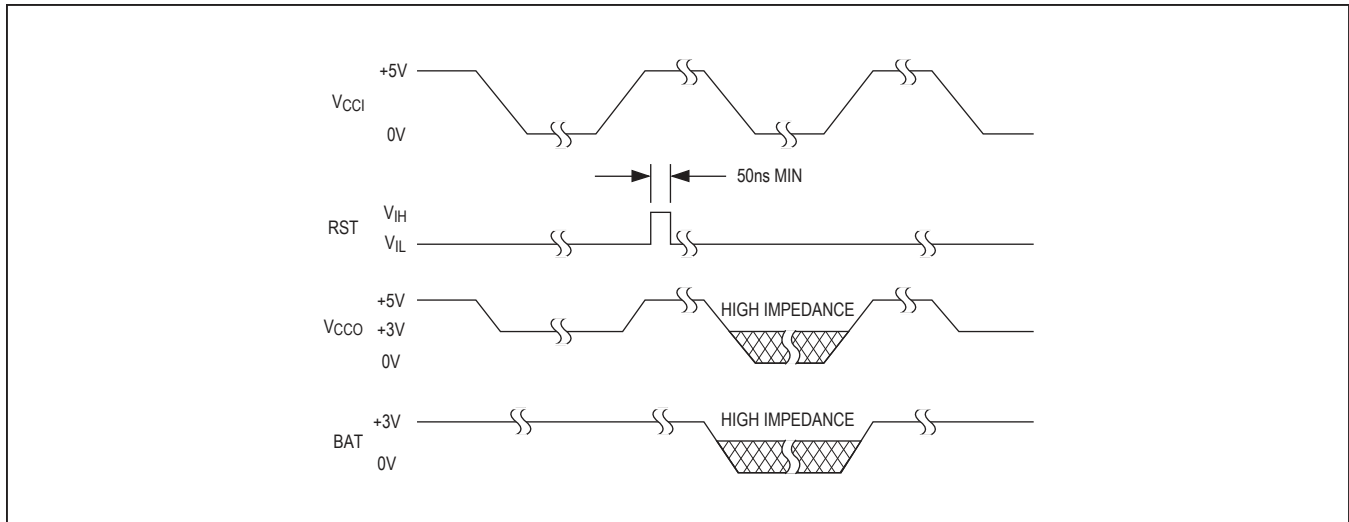 +5V
VCCI
0V
50ns MIN
RST
VIH
VIL
+5V
HIGH IMPEDANCE
VCCO
+3V
0V
+3V
HIGH IMPEDANCE
BAT
0V